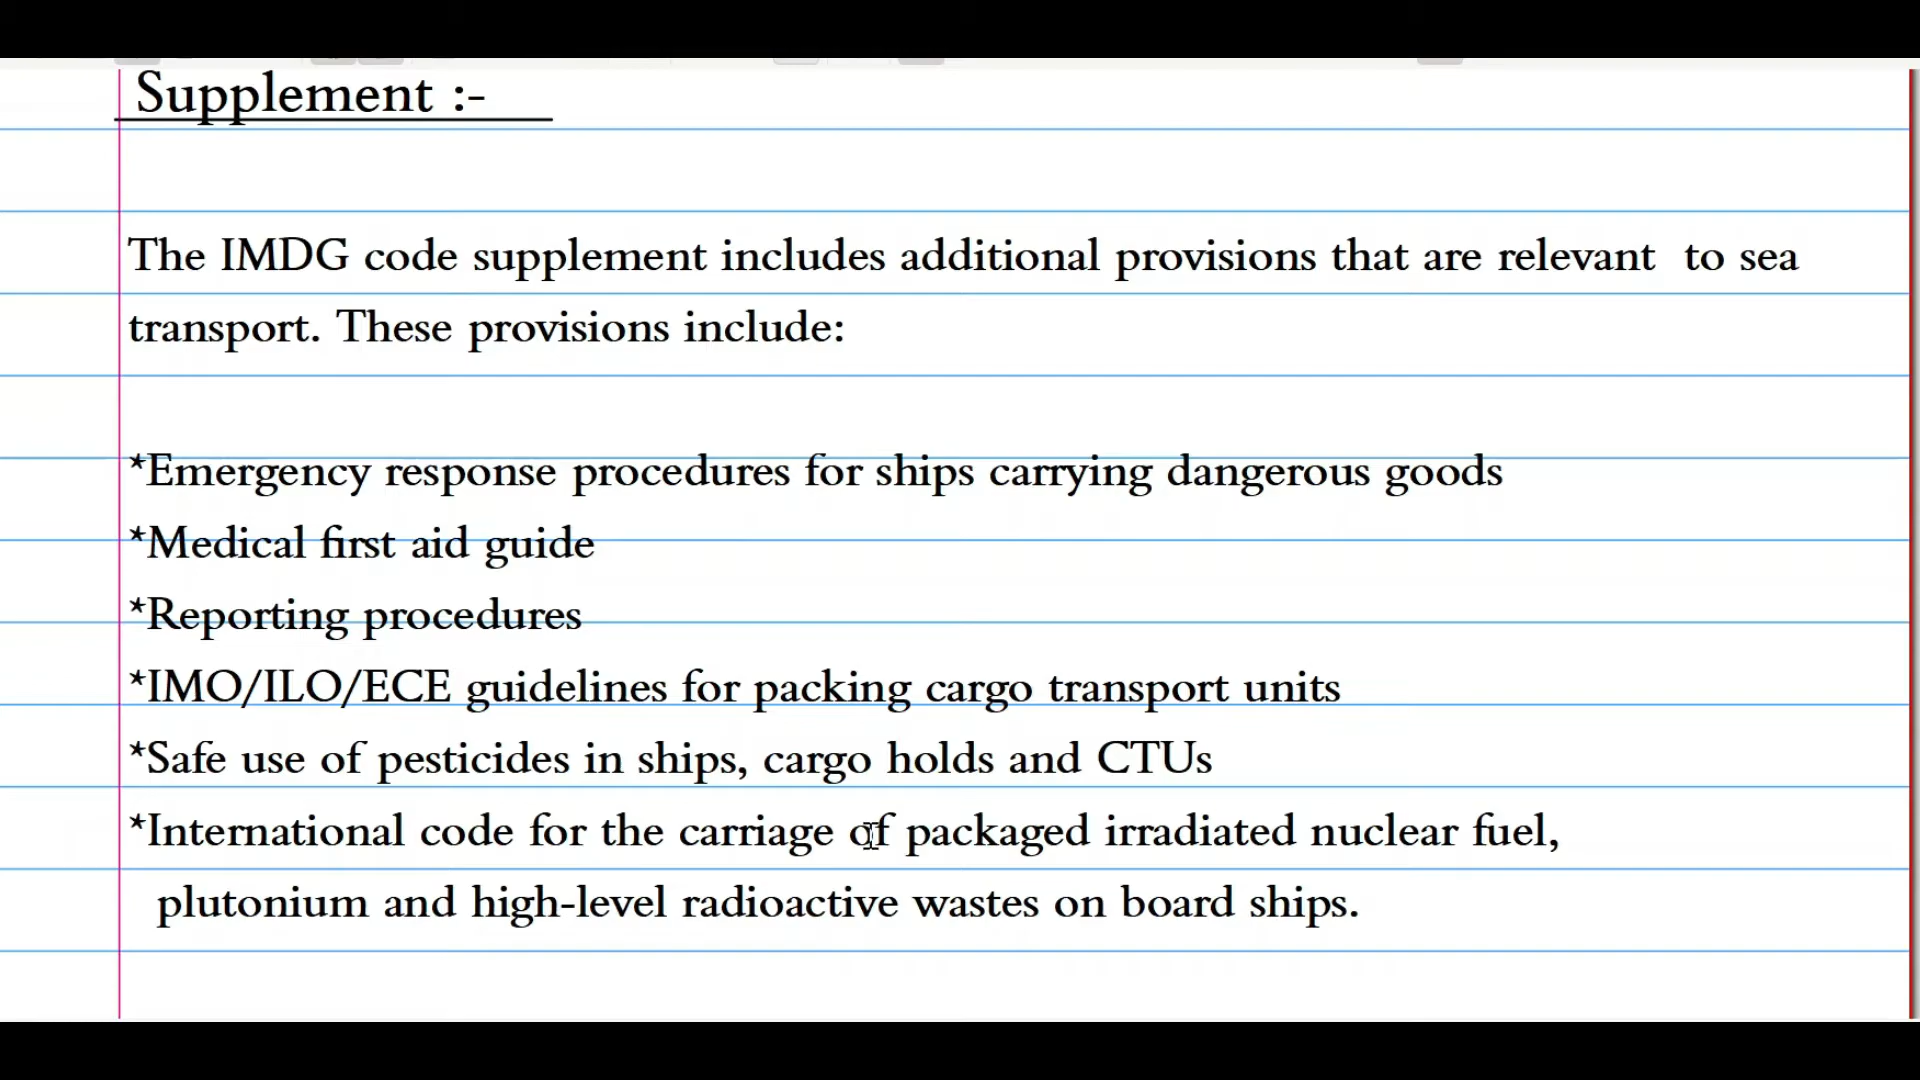 Supplement :-
The IMDG code supplement includes additional provisions that are relevant  to sea
transport. These provisions include:
*Emergency response procedures for ships carrying dangerous goods
*Medical first aid guide
*Reporting procedures
*IMO/ILO/ECE guidelines for packing cargo transport units
*Safe use of pesticides in ships, cargo holds and CTUs
*International code for the carriage of packaged irradiated nuclear fuel,
plutonium and high-level radioactive wastes on board ships.